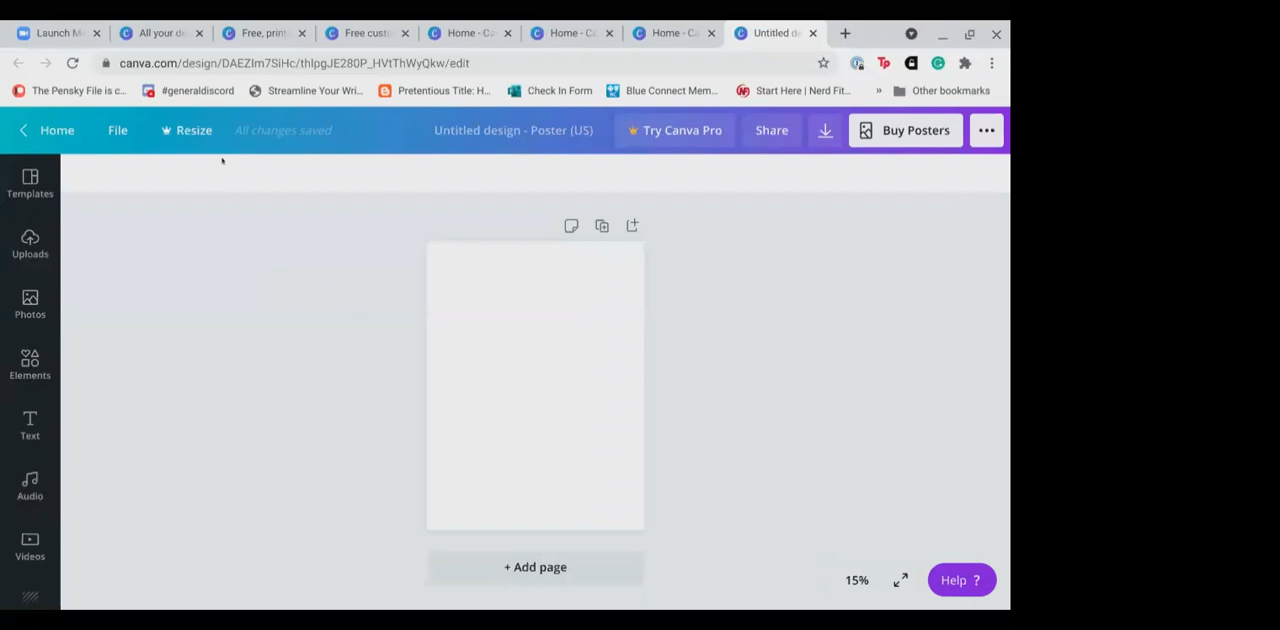 Launch M
All your d
Free, print
Free cust
Home - Ca
Home - Ca
Home - Ca
Untitled d
canva.com/design/DAEZIm7SiHc/thlpgJE280P_HVtThWyQkw/edit
The Pensky File is c...
#generaldiscord
Streamline Your Wri...
Pretentious Title: H...
Check In Form
Blue Connect Mem...
Start Here | Nerd Fit...
» Other bookmarks
Home
File
Resize
All changes saved
Untitled design - Poster (US)
Try Canva Pro
Share
Buy Posters
Templates
Uploads
Photos
Elements
Text
Audio
Videos
+ Add page
15%
Help ?